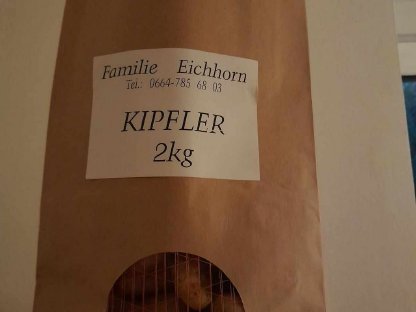 Familie Eichhorn
Tel.: 0664-785 68 03
KIPFLER
2kg